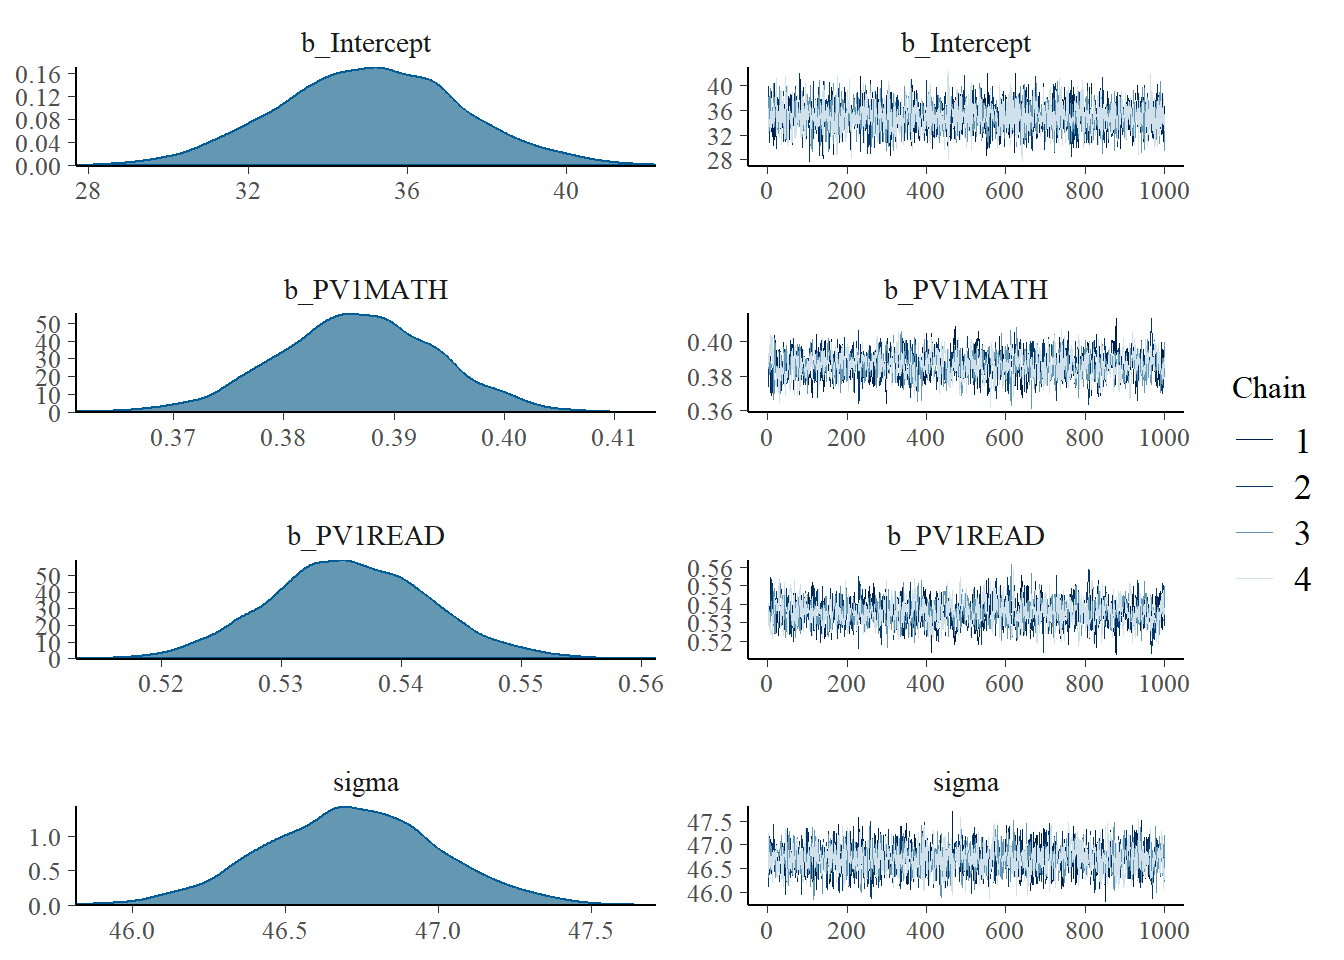 b_Intercept
0.16
0.12
0.08
0.04
0.00
28 32 36 40
b_Intercept
40
36
32
28
0 200 400 600 800 1000
b_PV1MATH
50
40
30
20
10
0
0.37 0.38 0.39 0.40 0.41
b_PV1MATH
0.40
0.38
0.36
0 200 400 600 800 1000
b_PV1READ
50
40
30
20
10
0
0.52 0.53 0.54 0.55 0.56
b_PV1READ
0.56
0.55
0.54
0.53
0.52
0 200 400 600 800 1000
sigma
1.0
0.5
0.0
46.0 46.5 47.0 47.5
sigma
47.5
47.0
46.5
46.0
0 200 400 600 800 1000
Chain
1
2
3
4